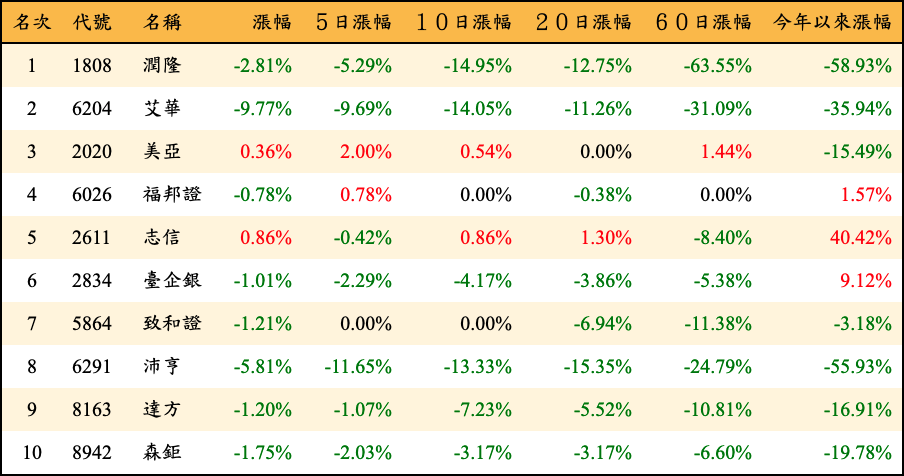 名次 代號 名稱 漲幅 5日漲幅 10日漲幅 20日漲幅 60日漲幅 今年以來漲幅
1 1808 潤隆 -2.81% -5.29% -14.95% -12.75% -63.55% -58.93%
2 6204 艾華 -9.77% -9.69% -14.05% -11.26% -31.09% -35.94%
3 2020 美亞 0.36% 2.00% 0.54% 0.00% 1.44% -15.49%
4 6026 福邦證 -0.78% 0.78% 0.00% -0.38% 0.00% 1.57%
5 2611 志信 0.86% -0.42% 0.86% 1.30% -8.40% 40.42%
6 2834 臺企銀 -1.01% -2.29% -4.17% -3.86% -5.38% 9.12%
7 5864 致和證 -1.21% 0.00% 0.00% -6.94% -11.38% -3.18%
8 6291 沛亨 -5.81% -11.65% -13.33% -15.35% -24.79% -55.93%
9 8163 達方 -1.20% -1.07% -7.23% -5.52% -10.81% -16.91%
10 8942 森鉅 -1.75% -2.03% -3.17% -3.17% -6.60% -19.78%